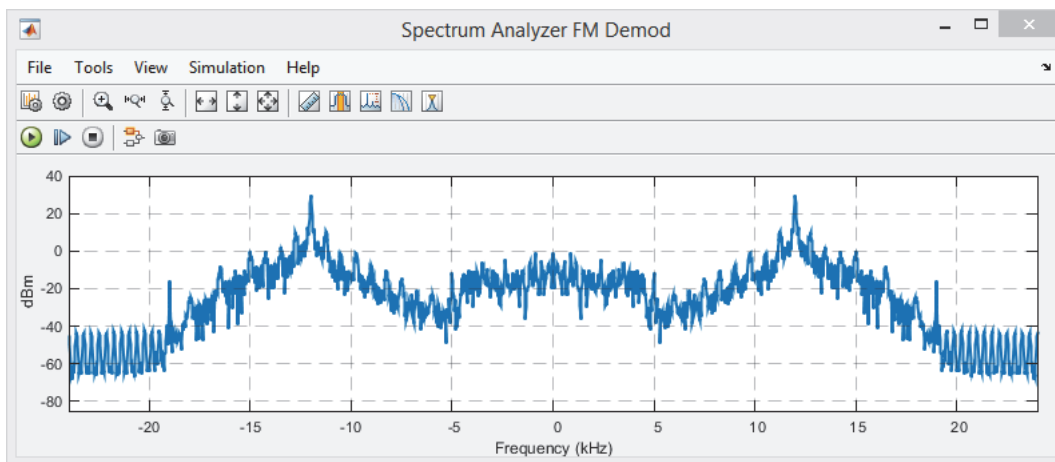 Spectrum Analyzer FM Demod
File Tools View Simulation Help
40
20
0
-20
-40
-60
-80
dBm
-20 -15 -10 -5 0 5 10 15 20
Frequency (kHz)